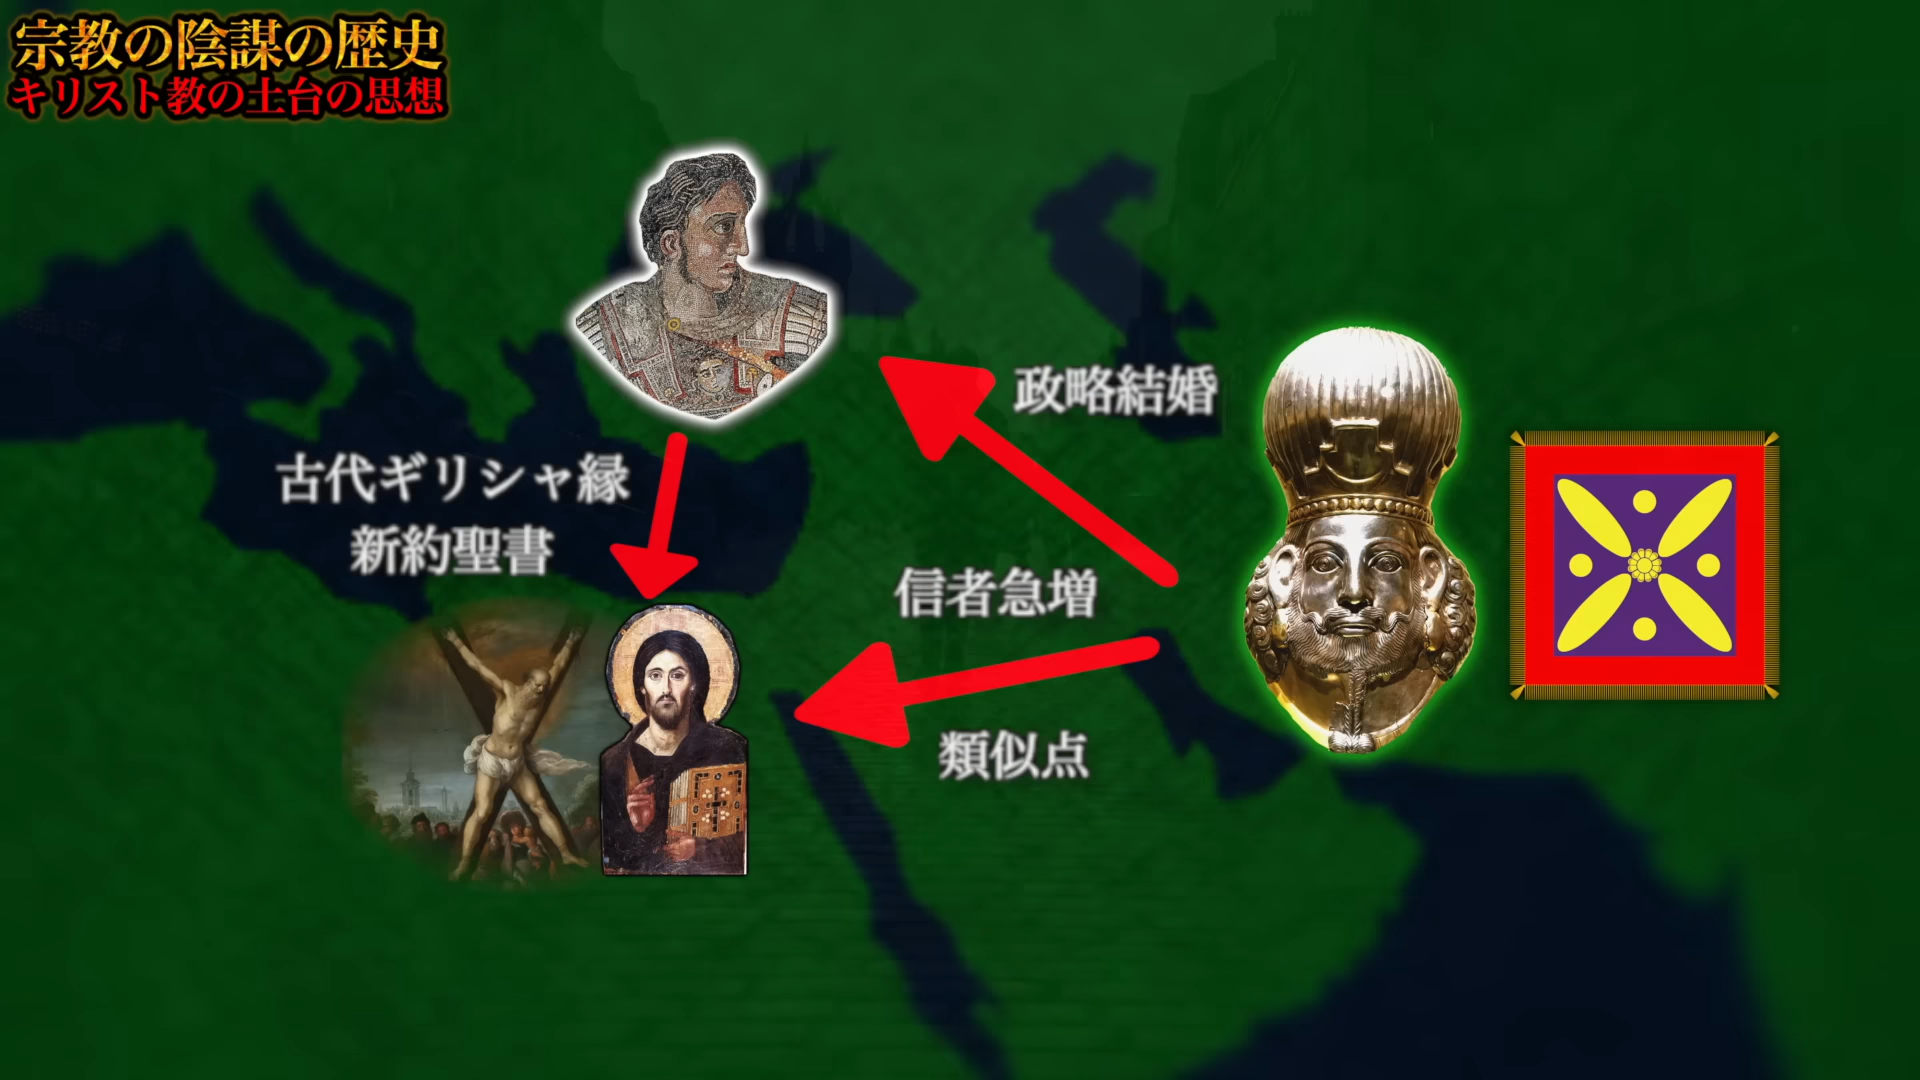 宗教の陰謀の歴史
キリスト教の土台の思想
政略結婚
古代ギリシャ縁
新約聖書
信者急増
類似点